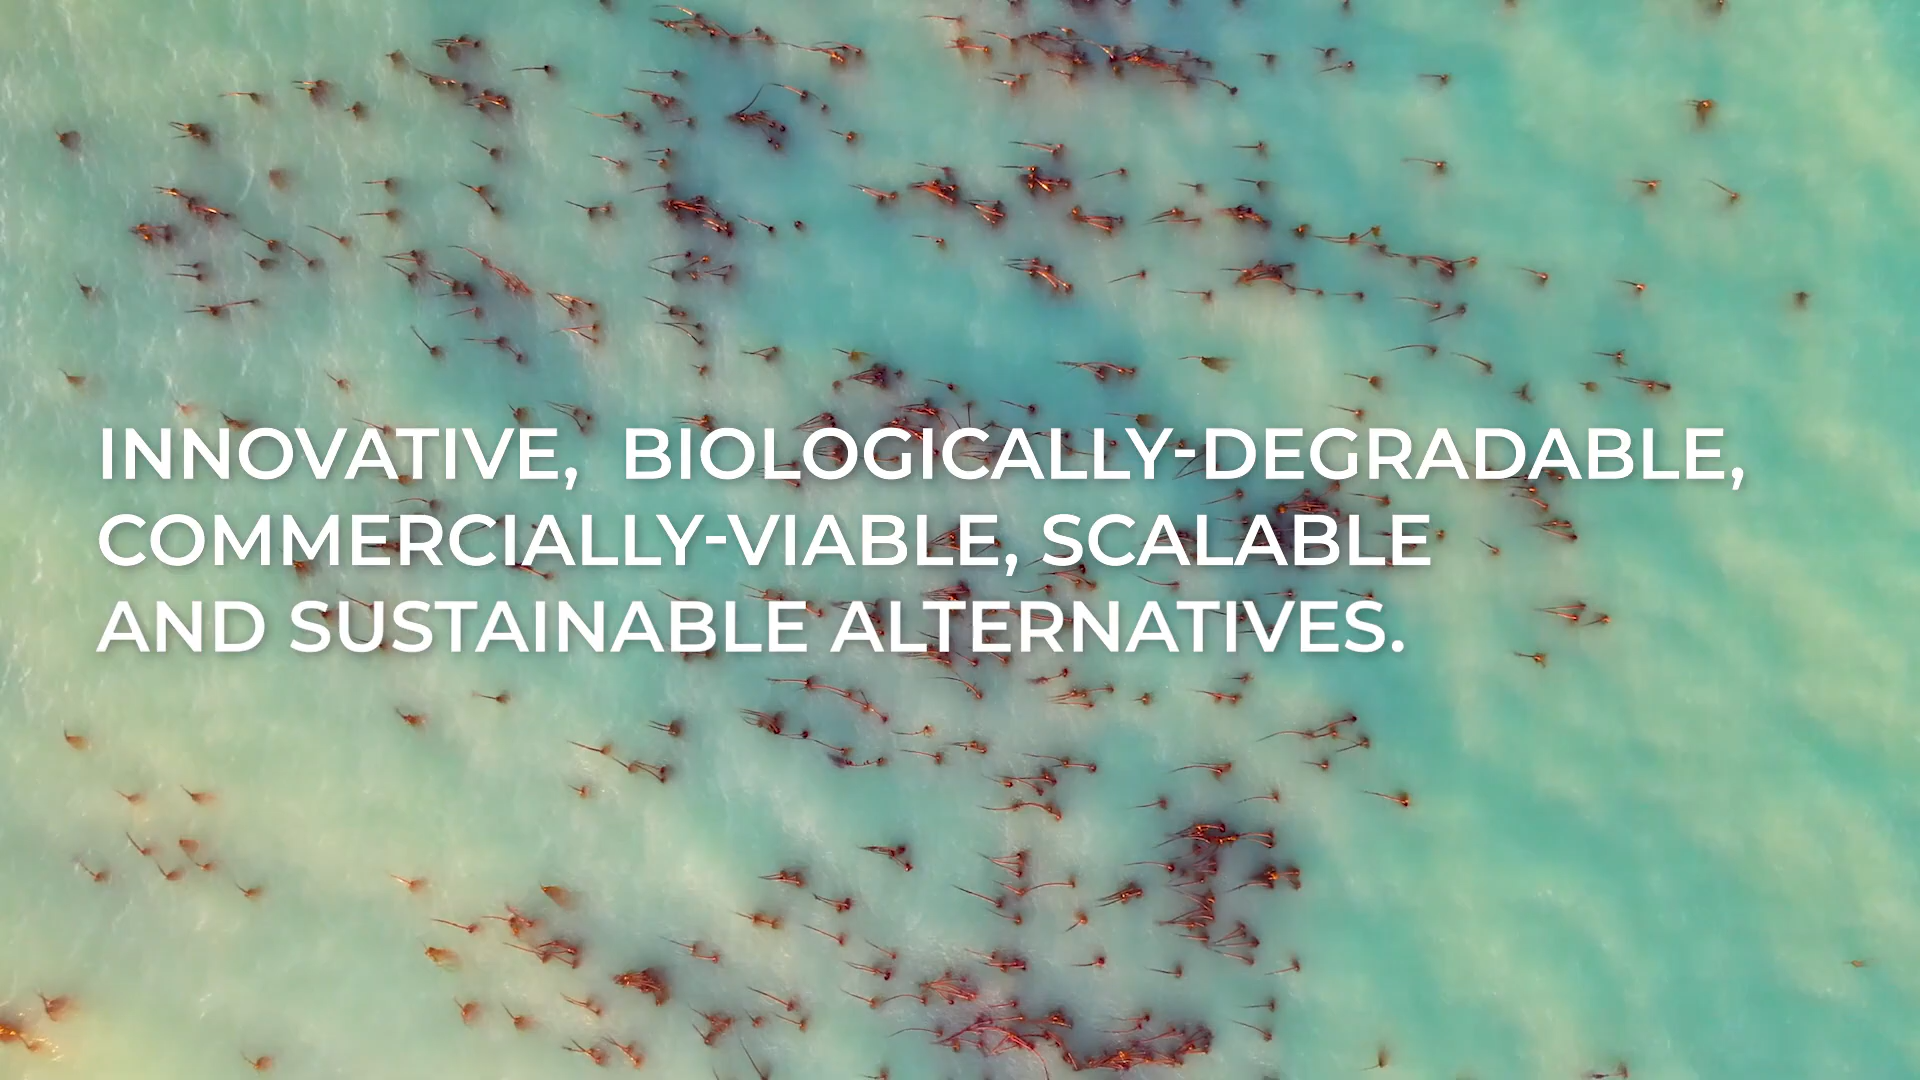 INNOVATIVE,  BIOLOGICALLY-DEGRADABLE,
COMMERCIALLY-VIABLE, SCALABLE
AND SUSTAINABLE ALTERNATIVES.